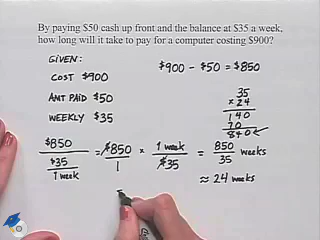 By paying $50 cash up front and the balance at $35 a week,
how long will it take to pay for a computer costing $900?
GIVEN:
COST $900
AMT PAID $50
WEEKLY $35
$900 - $50 = $850
35
× 24
140
70
840
$850 / $35 / 1 week = $850 / 1 × 1 week / $35 = 850 / 35 weeks
≈ 24 weeks